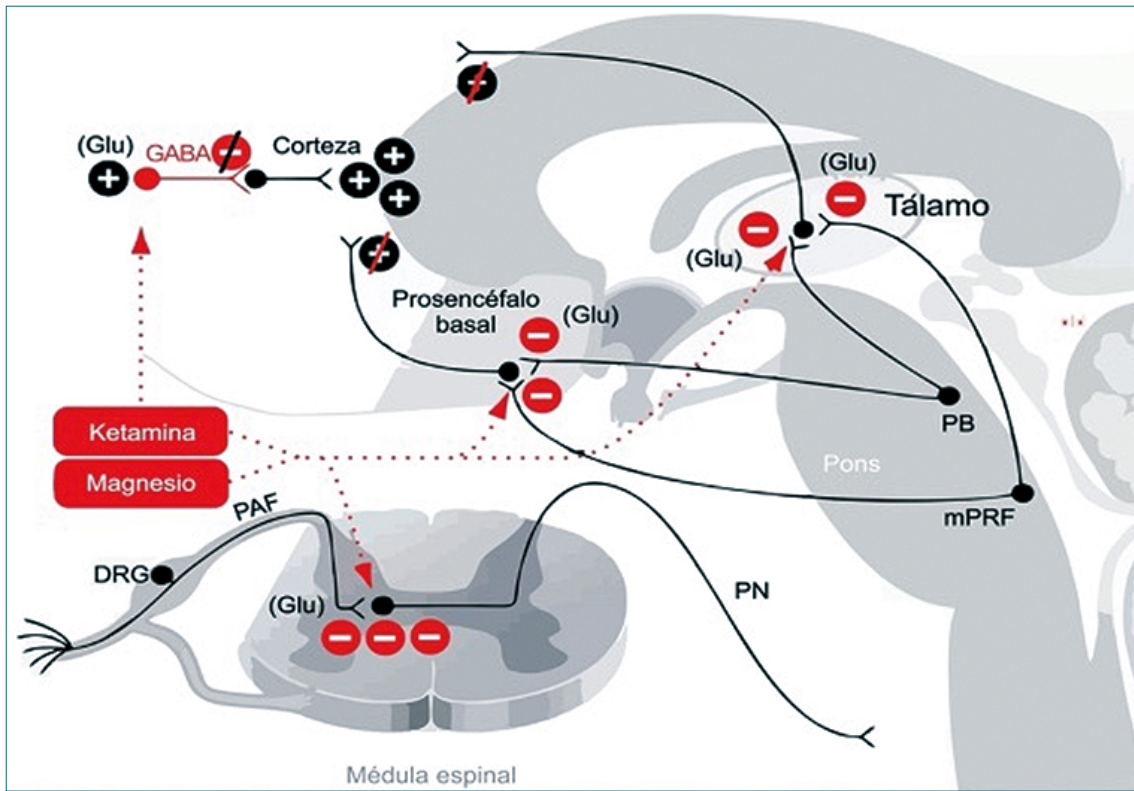 (Glu)
GABA
Corteza
(Glu)
Tálamo
(Glu)
Prosencéfalo
basal
(Glu)
Ketamina
Magnesio
PB
Pons
mPRF
PAF
DRG
(Glu)
PN
Médula espinal